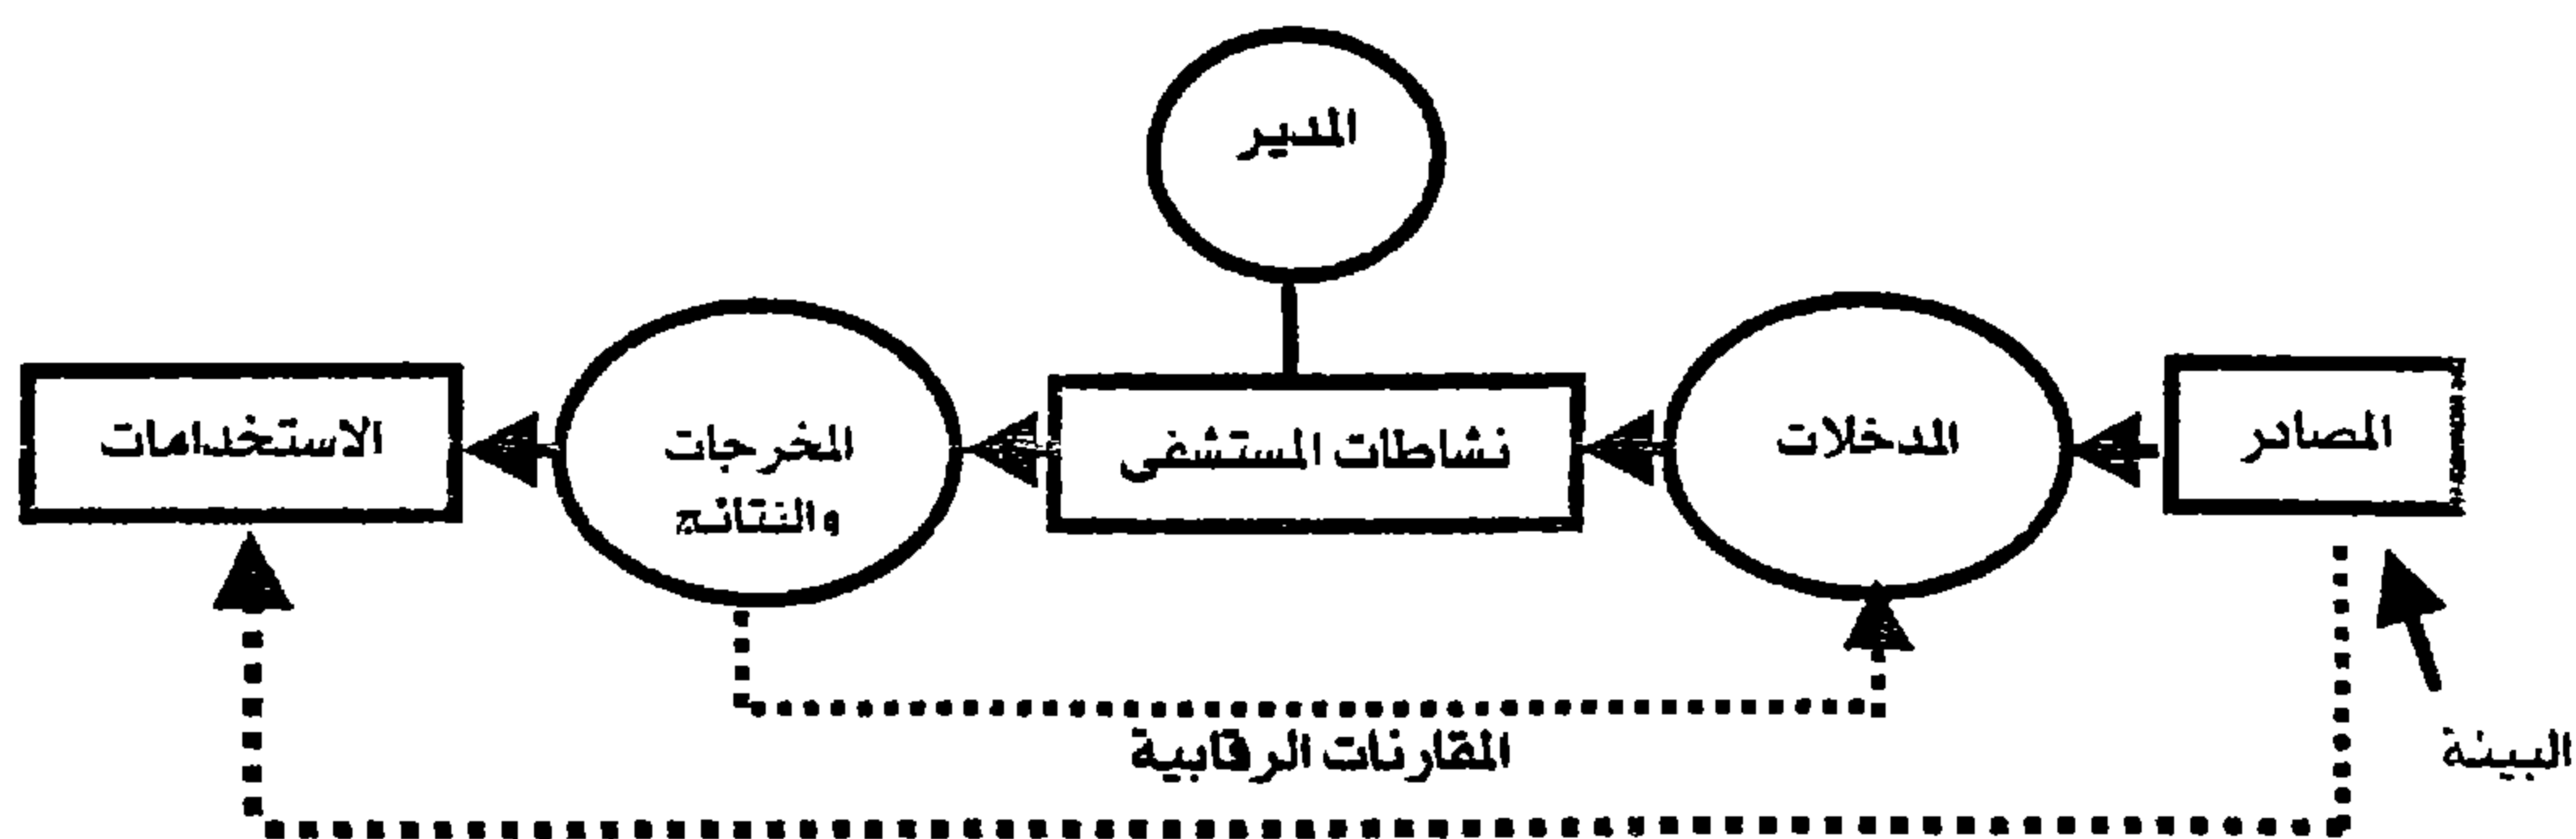 المدير
المصادر
المدخلات
نشاطات المستشفى
المخرجات
والنتائج
الاستخدامات
المقارنات الرقابية
البيئة